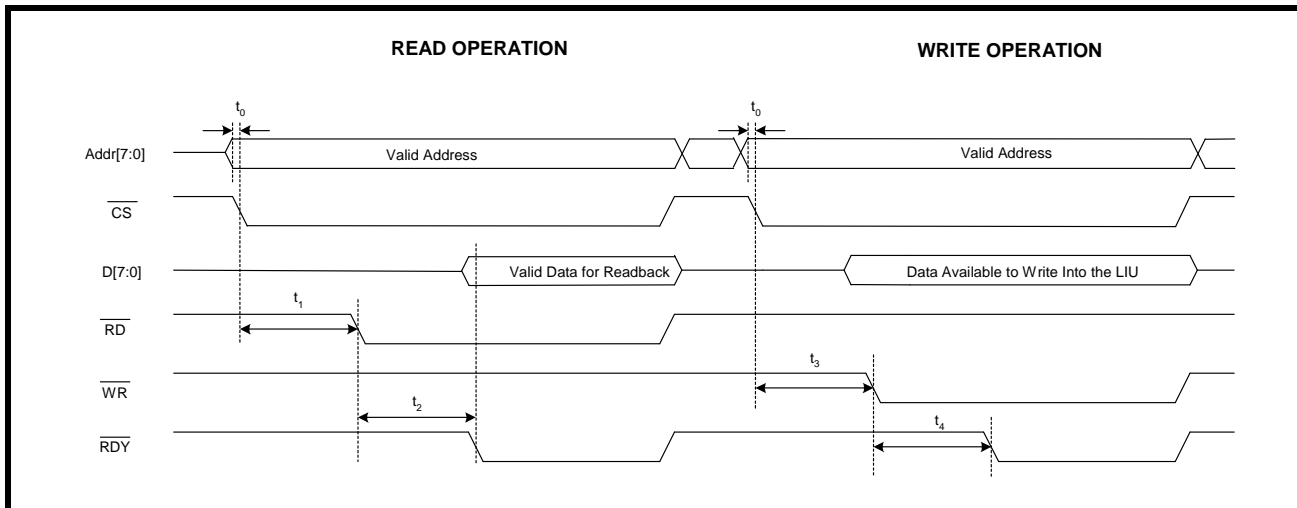 READ OPERATION WRITE OPERATION
t0 t0
Addr[7:0] Valid Address Valid Address
CS
D[7:0] Valid Data for Readback Data Available to Write Into the LIU
t1
RD
t3
WR
t2
t4
RDY